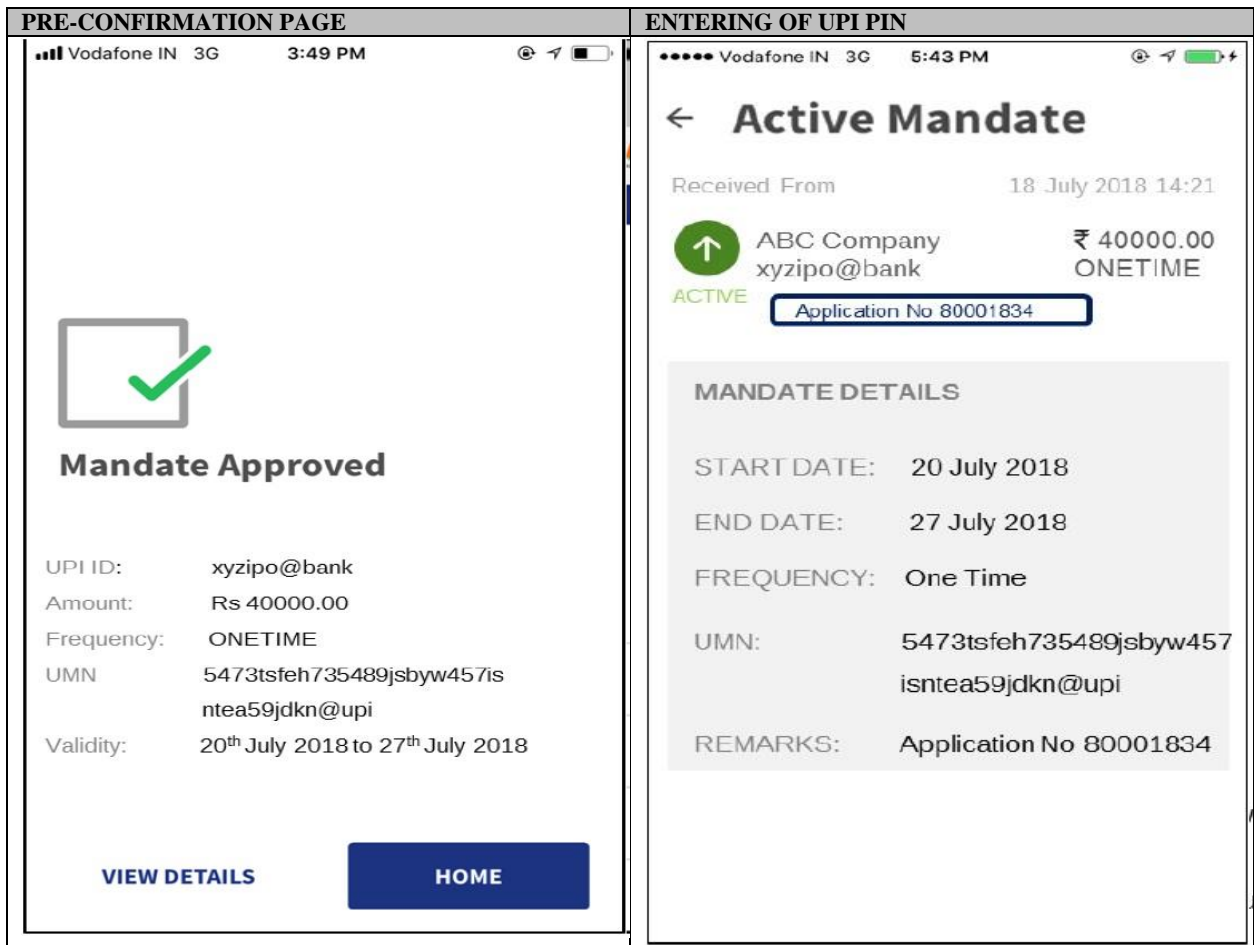 PRE-CONFIRMATION PAGE
Vodafone IN 3G 3:49 PM
Mandate Approved
UPI ID: xyzipo@bank
Amount: Rs 40000.00
Frequency: ONETIME
UMN 5473tsfeh735489jsbyw457is
ntea59jdkn@upi
Validity: 20th July 2018 to 27th July 2018
VIEW DETAILS HOME
ENTERING OF UPI PIN
Vodafone IN 3G 5:43 PM
← Active Mandate
Received From 18 July 2018 14:21
ABC Company ₹ 40000.00
xyzipo@bank ONETIME
ACTIVE
Application No 80001834
MANDATE DETAILS
START DATE: 20 July 2018
END DATE: 27 July 2018
FREQUENCY: One Time
UMN: 5473tsfeh735489jsbyw457
isntea59jdkn@upi
REMARKS: Application No 80001834